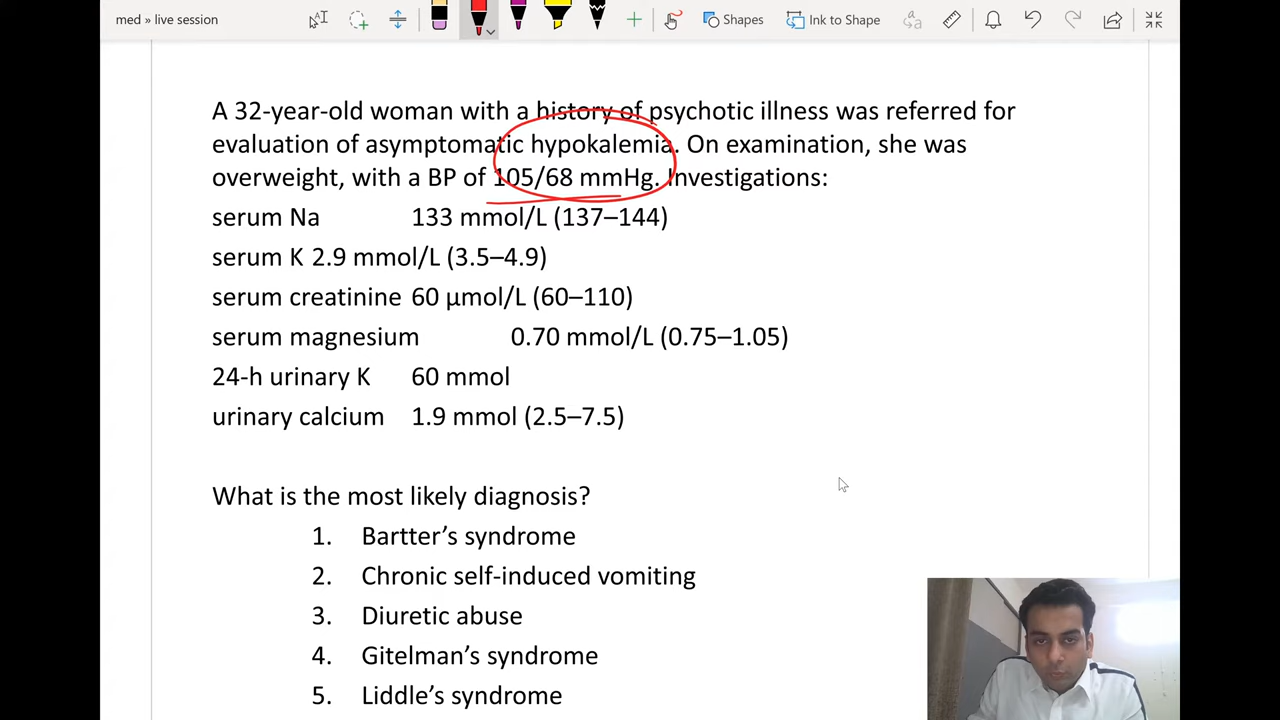 med » live session
Shapes
Ink to Shape
A 32-year-old woman with a history of psychotic illness was referred for
evaluation of asymptomatic hypokalemia. On examination, she was
overweight, with a BP of 105/68 mmHg. Investigations:
serum Na 133 mmol/L (137–144)
serum K 2.9 mmol/L (3.5–4.9)
serum creatinine 60 µmol/L (60–110)
serum magnesium 0.70 mmol/L (0.75–1.05)
24-h urinary K 60 mmol
urinary calcium 1.9 mmol (2.5–7.5)
What is the most likely diagnosis?
1. Bartter’s syndrome
2. Chronic self-induced vomiting
3. Diuretic abuse
4. Gitelman’s syndrome
5. Liddle’s syndrome